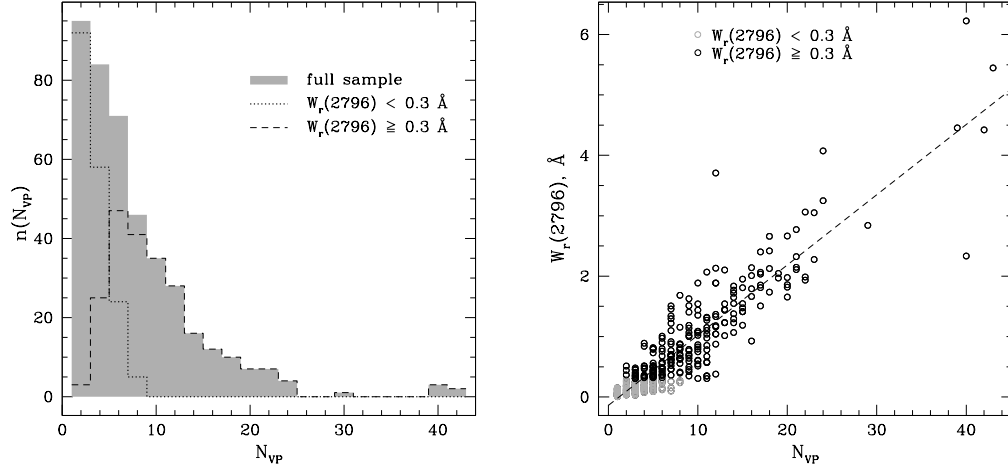 80
60
40
20
0
n(N_VP)
full sample
W_r(2796) < 0.3 Å
W_r(2796) ≧ 0.3 Å
0 10 20 30 40
N_VP
6
4
2
0
W_r(2796), Å
W_r(2796) < 0.3 Å
W_r(2796) ≧ 0.3 Å
0 10 20 30 40
N_VP